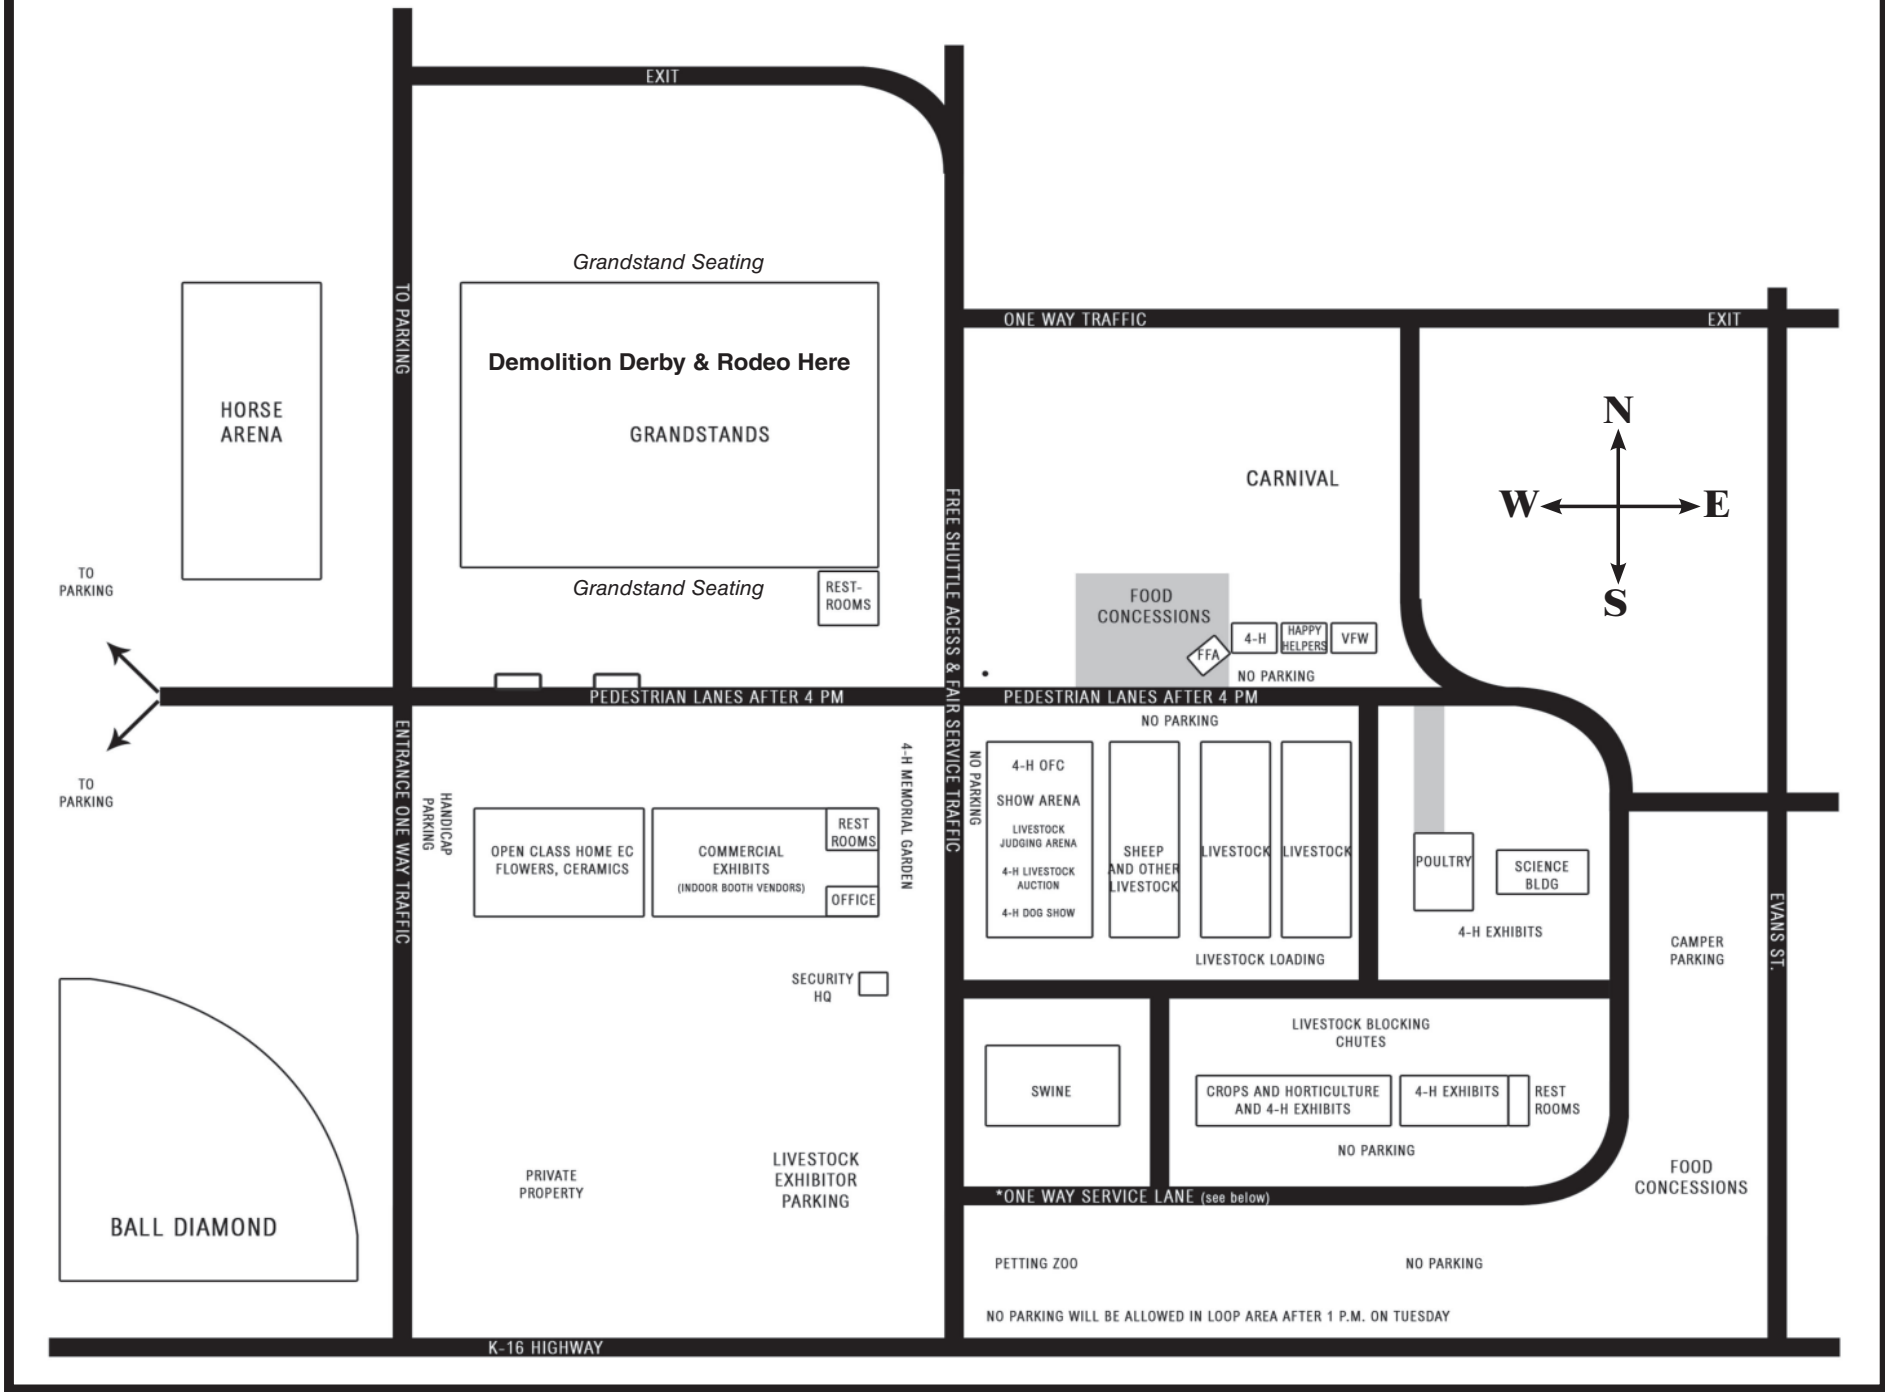 EXIT
Grandstand Seating
TO PARKING
ONE WAY TRAFFIC
EXIT
Demolition Derby & Rodeo Here
HORSE
ARENA
GRANDSTANDS
N
W
E
S
CARNIVAL
FREE SHUTTLE ACESS & FAIR SERVICE TRAFFIC
TO
PARKING
Grandstand Seating
REST-
ROOMS
FOOD
CONCESSIONS
FFA
4-H
HAPPY
HELPERS
VFW
NO PARKING
PEDESTRIAN LANES AFTER 4 PM
PEDESTRIAN LANES AFTER 4 PM
NO PARKING
TO
PARKING
ENTRANCE ONE WAY TRAFFIC
HANDICAP
PARKING
OPEN CLASS HOME EC
FLOWERS, CERAMICS
COMMERCIAL
EXHIBITS
(INDOOR BOOTH VENDORS)
REST
ROOMS
OFFICE
4-H MEMORIAL GARDEN
NO PARKING
4-H OFC
SHOW ARENA
LIVESTOCK
JUDGING ARENA
4-H LIVESTOCK
AUCTION
4-H DOG SHOW
SHEEP
AND OTHER
LIVESTOCK
LIVESTOCK
LIVESTOCK
POULTRY
SCIENCE
BLDG
4-H EXHIBITS
LIVESTOCK LOADING
CAMPER
PARKING
EVANS ST.
SECURITY
HQ
LIVESTOCK BLOCKING
CHUTES
SWINE
CROPS AND HORTICULTURE
AND 4-H EXHIBITS
4-H EXHIBITS
REST
ROOMS
NO PARKING
PRIVATE
PROPERTY
LIVESTOCK
EXHIBITOR
PARKING
FOOD
CONCESSIONS
*ONE WAY SERVICE LANE (see below)
BALL DIAMOND
PETTING ZOO
NO PARKING
NO PARKING WILL BE ALLOWED IN LOOP AREA AFTER 1 P.M. ON TUESDAY
K-16 HIGHWAY